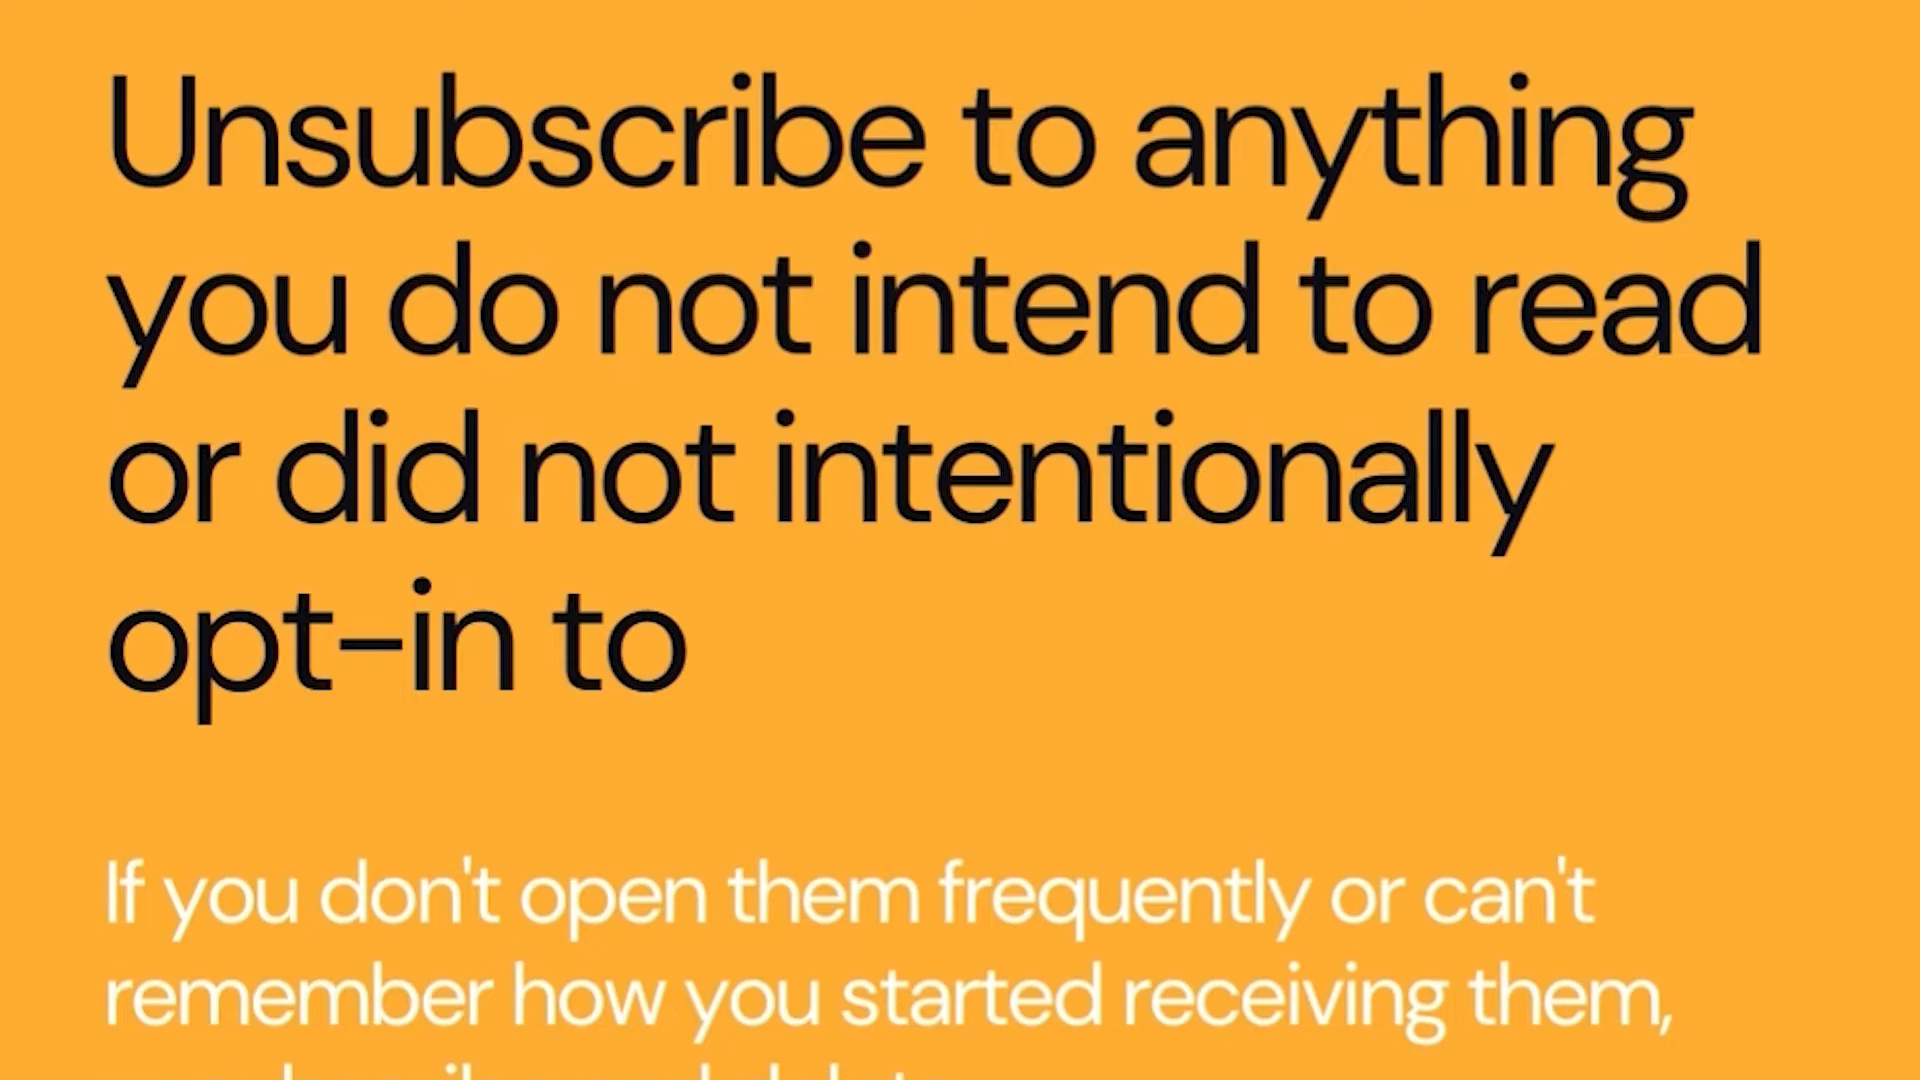 Unsubscribe to anything
you do not intend to read
or did not intentionally
opt-in to
If you don't open them frequently or can't
remember how you started receiving them,